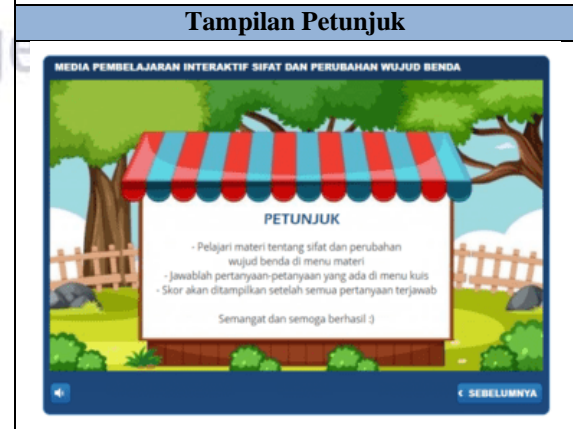 Tampilan Petunjuk
MEDIA PEMBELAJARAN INTERAKTIF SIFAT DAN PERUBAHAN WUJUD BENDA
PETUNJUK
- Pelajari materi tentang sifat dan perubahan
wujud benda di menu materi
- Jawablah pertanyaan-petanyaan yang ada di menu kuis
- Skor akan ditampilkan setelah semua pertanyaan terjawab
Semangat dan semoga berhasil :)
SEBELUMNYA